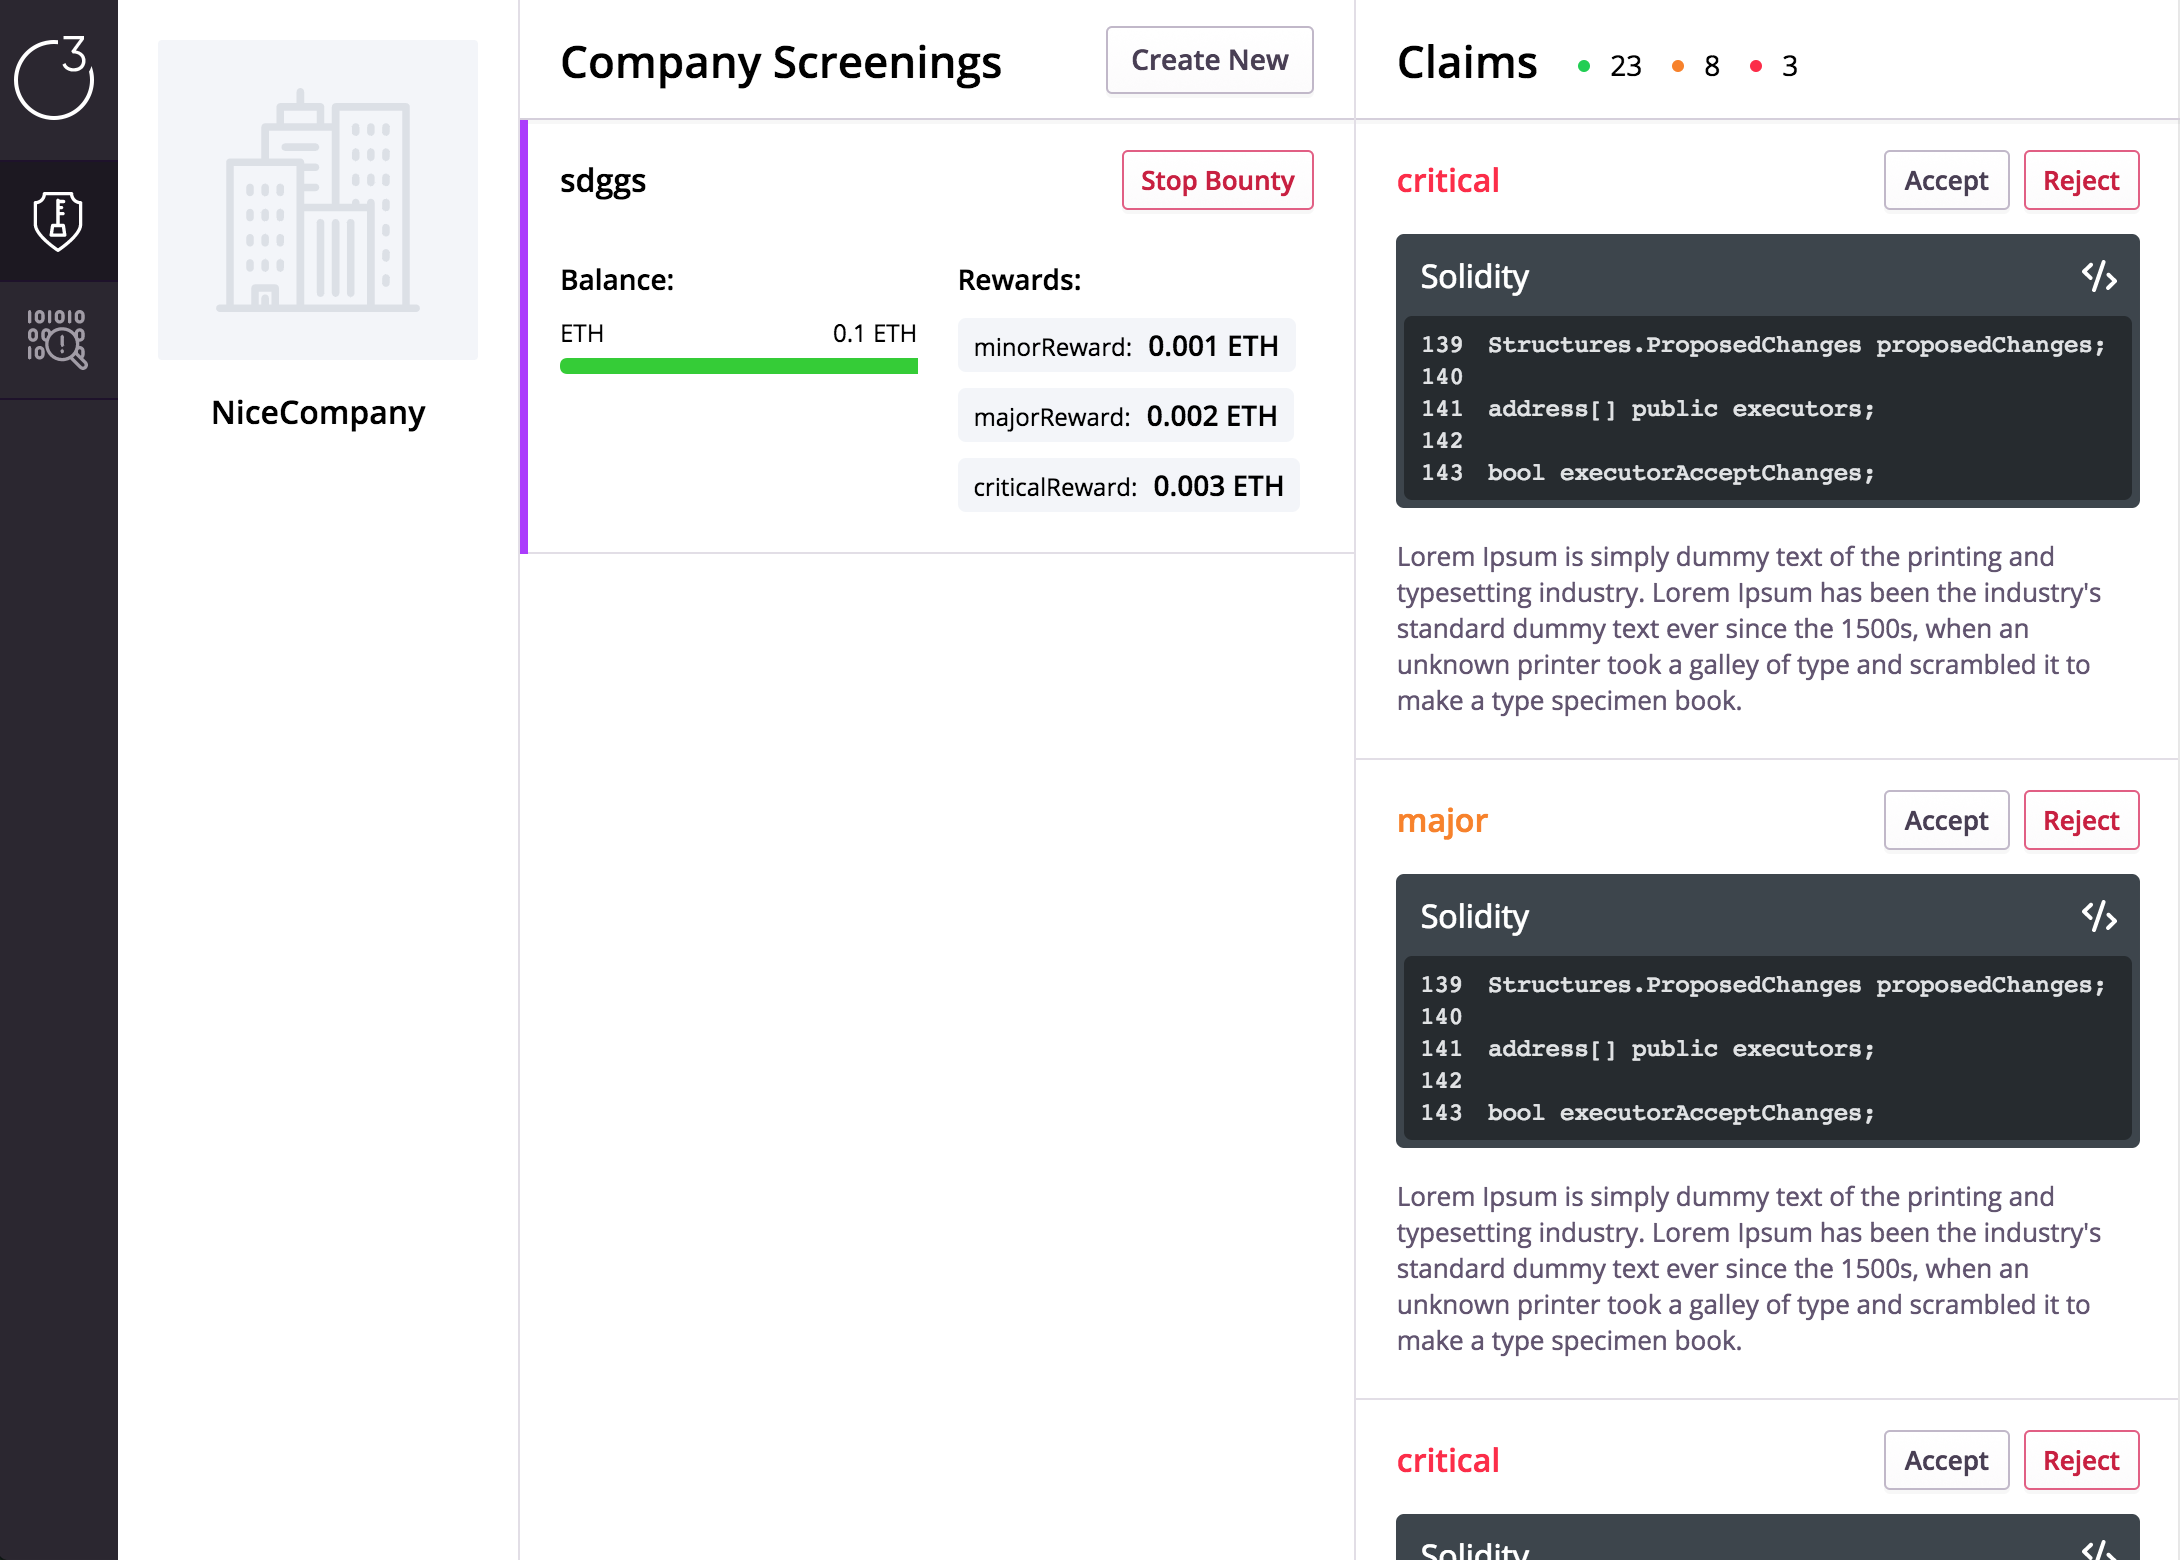 3
NiceCompany
Company Screenings
Create New
sdggs
Stop Bounty
Balance:
ETH 0.1 ETH
Rewards:
minorReward: 0.001 ETH
majorReward: 0.002 ETH
criticalReward: 0.003 ETH
Claims 23 8 3
critical
Accept Reject
Solidity </>
139 Structures.ProposedChanges proposedChanges;
140
141 address[] public executors;
142
143 bool executorAcceptChanges;
Lorem Ipsum is simply dummy text of the printing and
typesetting industry. Lorem Ipsum has been the industry's
standard dummy text ever since the 1500s, when an
unknown printer took a galley of type and scrambled it to
make a type specimen book.
major
Accept Reject
Solidity </>
139 Structures.ProposedChanges proposedChanges;
140
141 address[] public executors;
142
143 bool executorAcceptChanges;
Lorem Ipsum is simply dummy text of the printing and
typesetting industry. Lorem Ipsum has been the industry's
standard dummy text ever since the 1500s, when an
unknown printer took a galley of type and scrambled it to
make a type specimen book.
critical
Accept Reject
Solidity </>